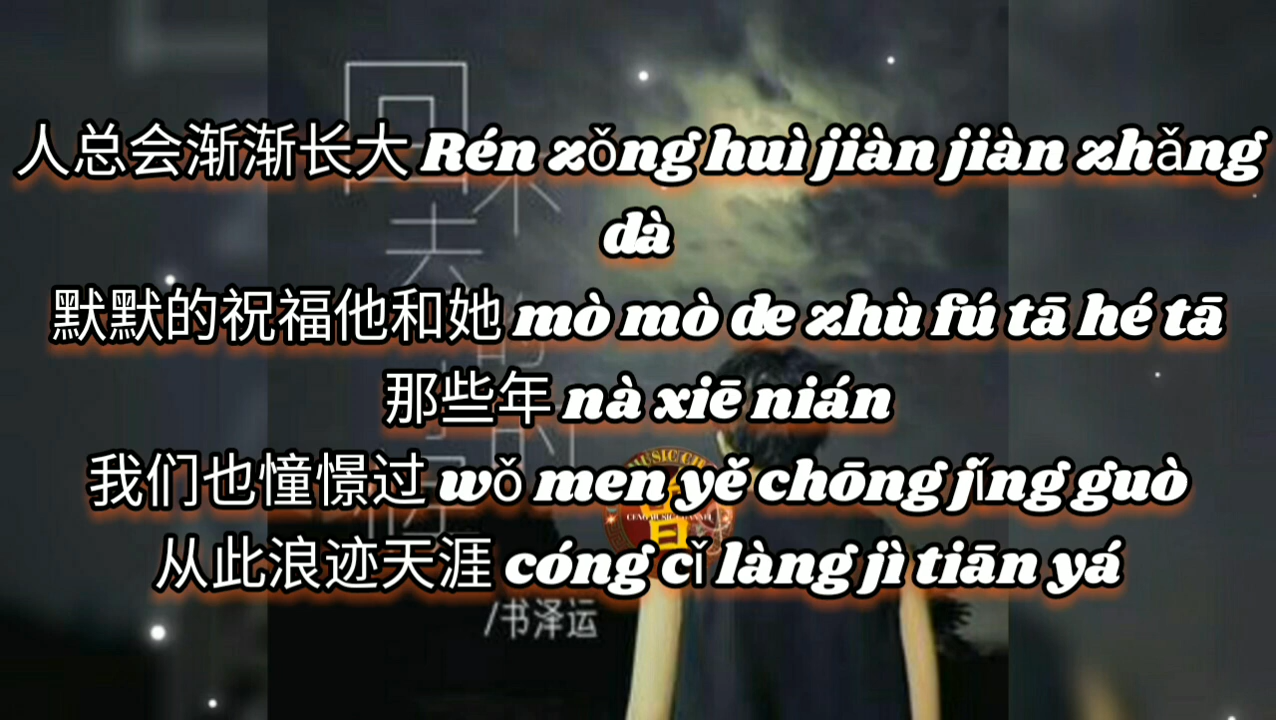 人总会渐渐长大 Rén zǒng huì jiàn jiàn zhǎng
dà
默默的祝福他和她 mò mò de zhù fú tā hé tā
那些年 nà xiē nián
我们也憧憬过 wǒ men yě chōng jǐng guò
从此浪迹天涯 cóng cǐ làng jì tiān yá
/书泽运